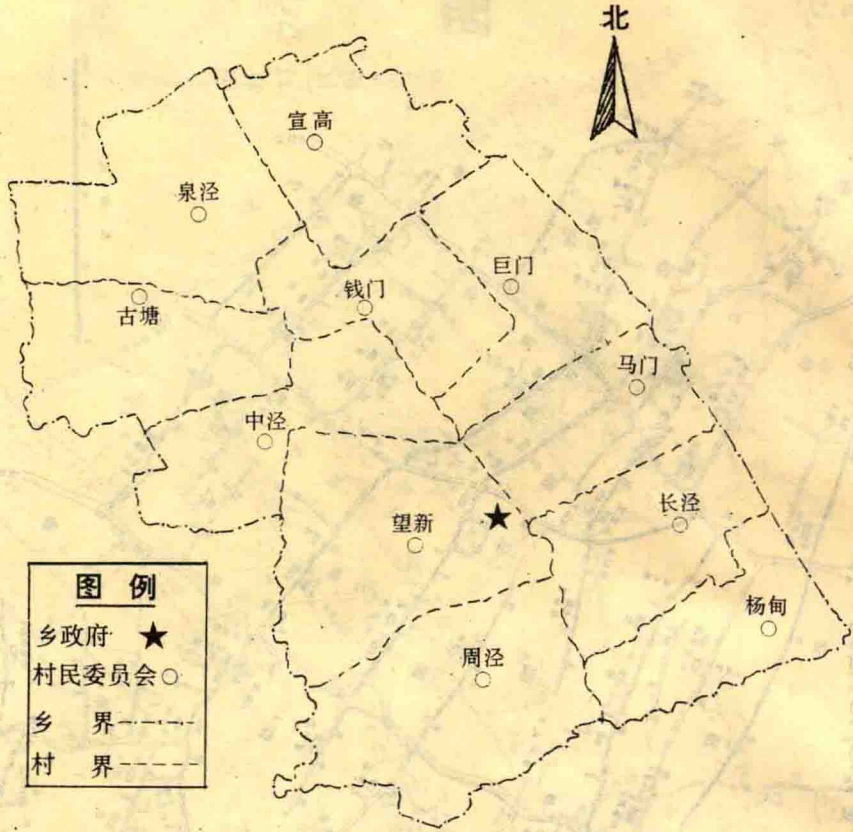 北
宣高
泉泾
巨门
钱门
古塘
马门
中泾
长泾
望新
杨甸
周泾
图例
乡政府
村民委员会
乡 界
村 界